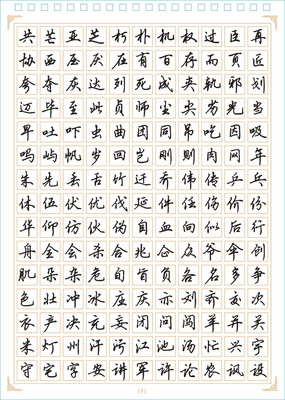 共 芒 亚 芝 朽 朴 机 权 过 臣 再
协 西 压 厌 在 有 百 存 而 页 匠
夸 夺 灰 达 列 死 成 夹 轨 邪 划
迈 毕 至 此 贞 师 尘 尖 劣 光 当
早 吐 吓 虫 曲 团 同 吊 吃 因 吸
吗 屿 帆 岁 回 岂 刚 则 肉 网 年
朱 先 丢 舌 竹 迁 乔 伟 传 乒 乓
休 伍 伏 优 伐 延 件 任 伤 价 份
华 仰 仿 伙 伪 自 血 向 似 后 行
舟 全 会 杀 合 兆 企 众 爷 伞 创
肌 朵 杂 危 旬 旨 负 各 名 多 争
色 壮 冲 冰 庄 庆 亦 刘 齐 交 次
衣 产 决 充 妄 闭 问 闯 羊 并 关
米 灯 州 汗 污 江 池 汤 忙 兴 宇
守 宅 字 安 讲 军 许 论 农 讽 设